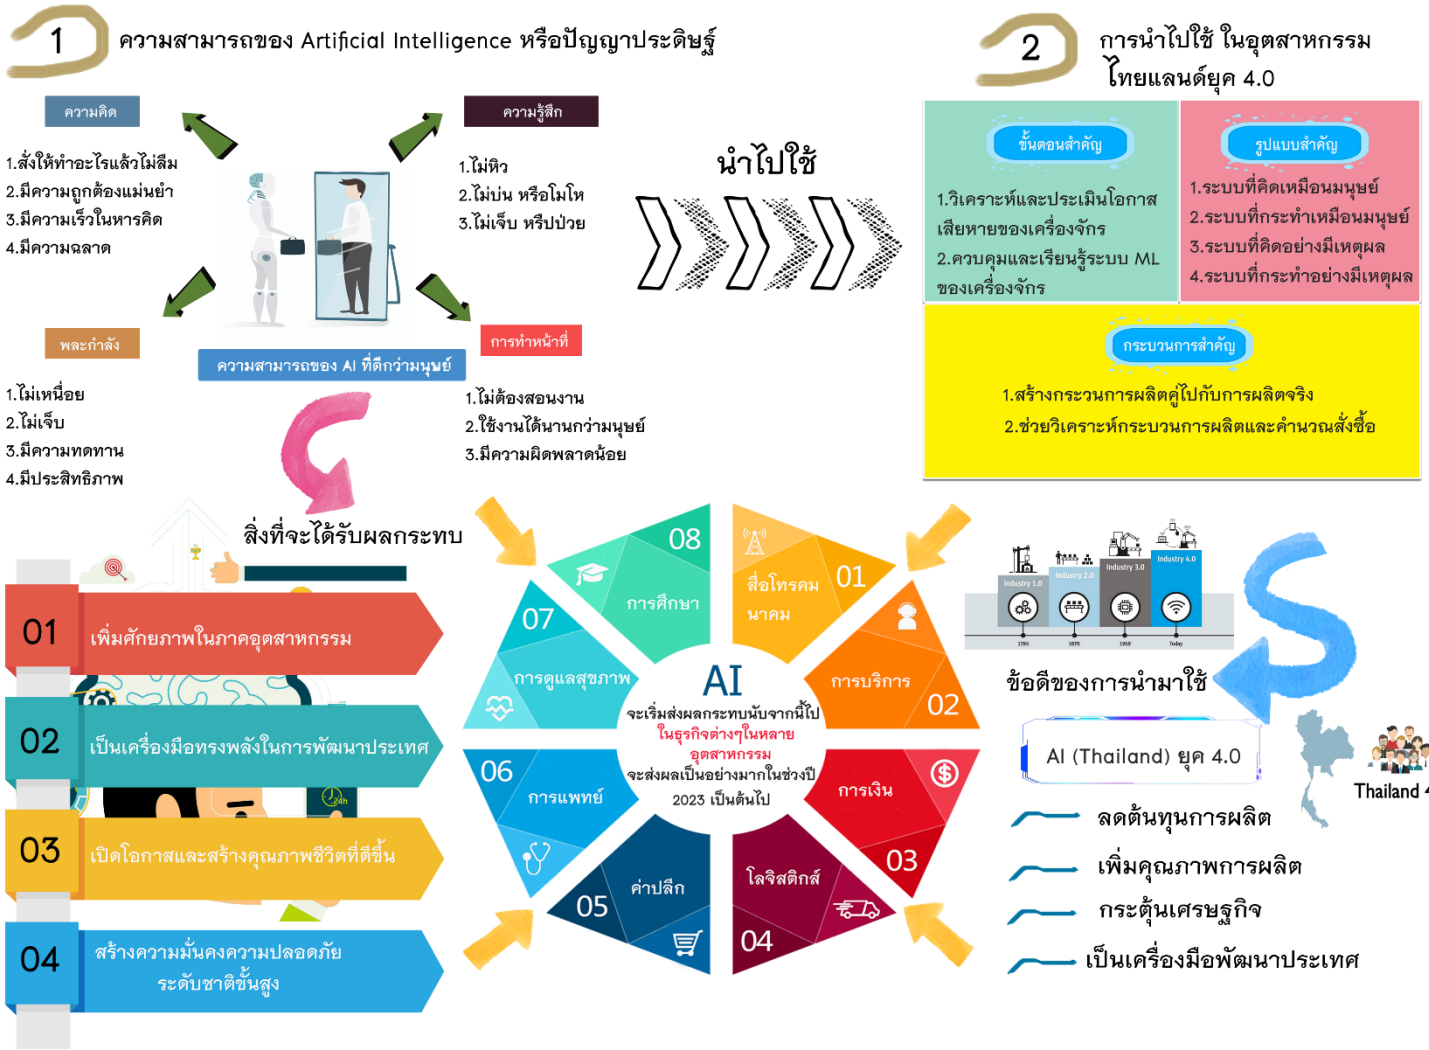 1
ความสามารถของ Artificial Intelligence หรือปัญญาประดิษฐ์
ความคิด
1.สั่งให้ทำอะไรแล้วไม่ลืม
2.มีความถูกต้องแม่นยำ
3.มีความเร็วในหารคิด
4.มีความฉลาด
ความรู้สึก
1.ไม่หิว
2.ไม่บ่น หรือโมโห
3.ไม่เจ็บ หรืปป่วย
พละกำลัง
1.ไม่เหนื่อย
2.ไม่เจ็บ
3.มีความทดทาน
4.มีประสิทธิภาพ
ความสามารถของ AI ที่ดีกว่ามนุษย์
การทำหน้าที่
1.ไม่ต้องสอนงาน
2.ใช้งานได้นานกว่ามนุษย์
3.มีความผิดพลาดน้อย
นำไปใช้
2
การนำไปใช้ ในอุตสาหกรรม
ไทยแลนด์ยุค 4.0
ขั้นตอนสำคัญ
1.วิเคราะห์และประเมินโอกาส
เสียหายของเครื่องจักร
2.ควบคุมและเรียนรู้ระบบ ML
ของเครื่องจักร
รูปแบบสำคัญ
1.ระบบที่คิดเหมือนมนุษย์
2.ระบบที่กระทำเหมือนมนุษย์
3.ระบบที่คิดอย่างมีเหตุผล
4.ระบบที่กระทำอย่างมีเหตุผล
กระบวนการสำคัญ
1.สร้างกระวนการผลิตคู่ไปกับการผลิตจริง
2.ช่วยวิเคราะห์กระบวนการผลิตและคำนวณสั่งซื้อ
สิ่งที่จะได้รับผลกระทบ
01
เพิ่มศักยภาพในภาคอุตสาหกรรม
02
เป็นเครื่องมือทรงพลังในการพัฒนาประเทศ
24h
03
เปิดโอกาสและสร้างคุณภาพชีวิตที่ดีขึ้น
04
สร้างความมั่นคงความปลอดภัย
ระดับชาติขั้นสูง
08
การศึกษา
สื่อโทรคม
นาคม
01
การบริการ
02
การเงิน
03
โลจิสติกส์
04
ค่าปลีก
05
การแพทย์
06
การดูแลสุขภาพ
07
AI
จะเริ่มส่งผลกระทบนับจากนี้ไป
ในธุรกิจต่างๆในหลาย
อุตสาหกรรม
จะส่งผลเป็นอย่างมากในช่วงปี
2023 เป็นต้นไป
Industry 1.0
Industry 2.0
Industry 3.0
Industry 4.0
1784
1870
1969
Today
ข้อดีของการนำมาใช้
AI (Thailand) ยุค 4.0
Thailand 4
ลดต้นทุนการผลิต
เพิ่มคุณภาพการผลิต
กระตุ้นเศรษฐกิจ
เป็นเครื่องมือพัฒนาประเทศ